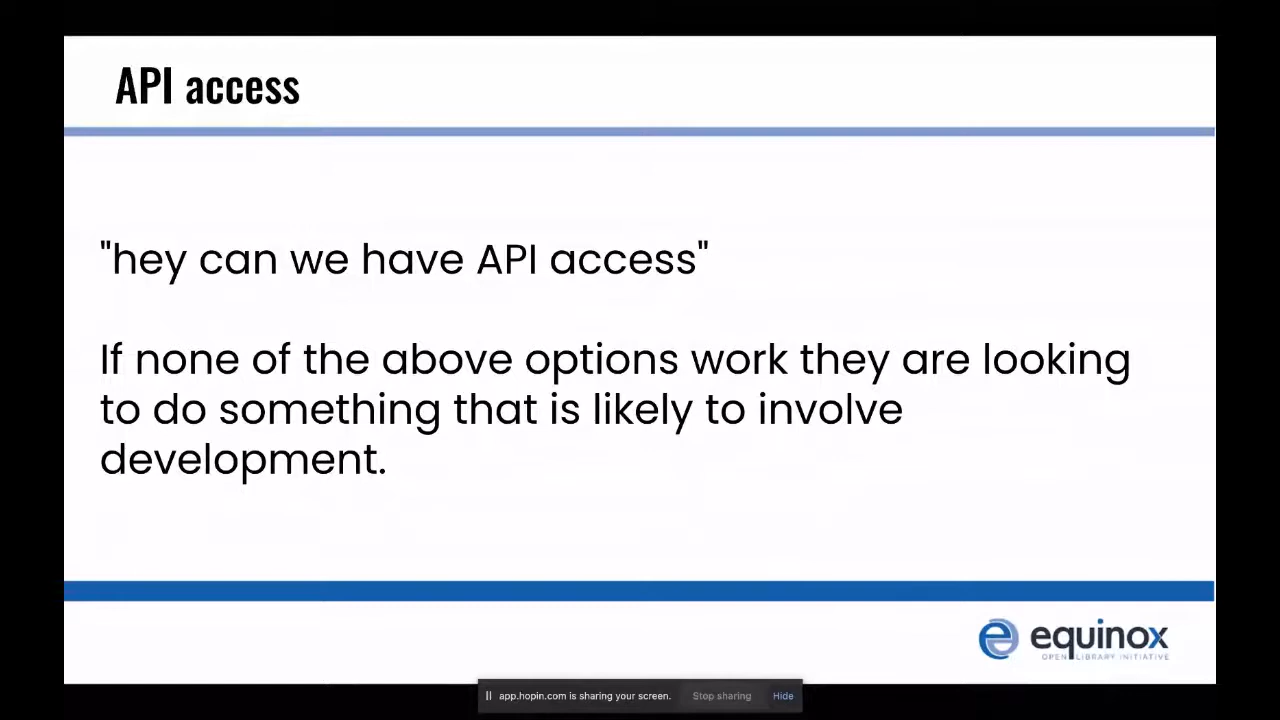 API access
"hey can we have API access"
If none of the above options work they are looking
to do something that is likely to involve
development.
equinox
OPEN LIBRARY INITIATIVE
app.hopin.com is sharing your screen. Stop sharing Hide